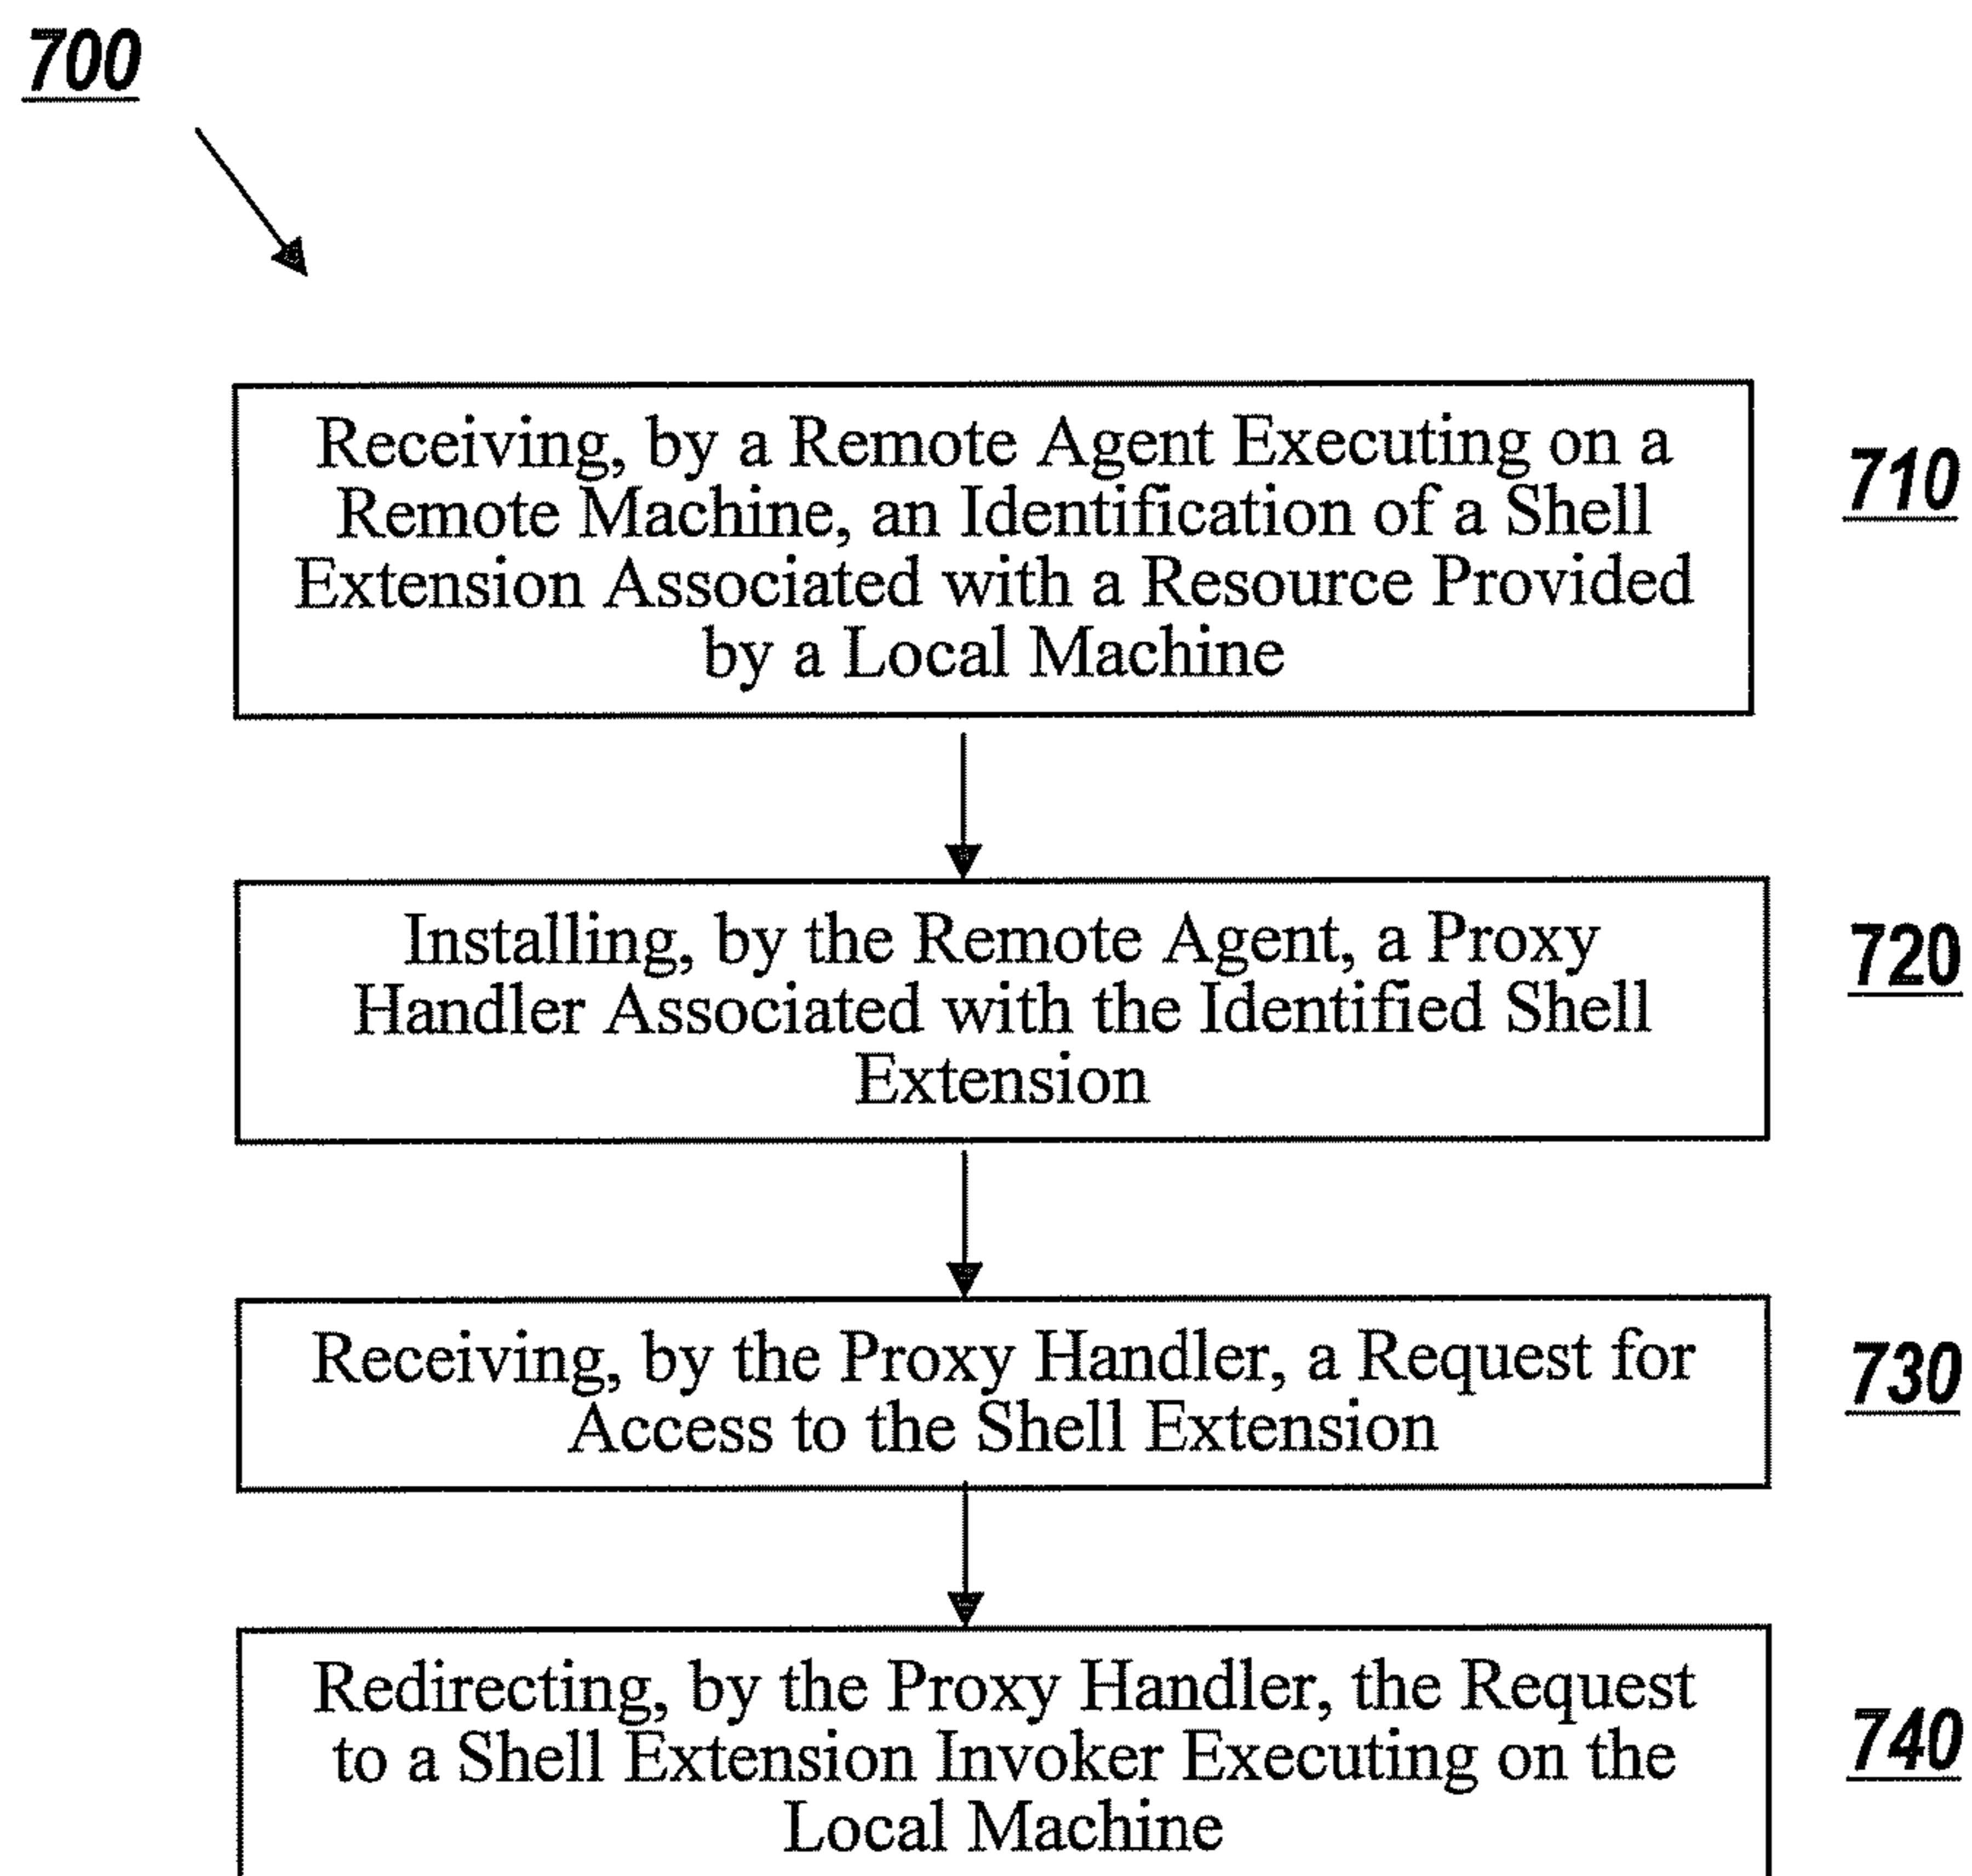 700
Receiving, by a Remote Agent Executing on a
Remote Machine, an Identification of a Shell
Extension Associated with a Resource Provided
by a Local Machine
710
Installing, by the Remote Agent, a Proxy
Handler Associated with the Identified Shell
Extension
720
Receiving, by the Proxy Handler, a Request for
Access to the Shell Extension
730
Redirecting, by the Proxy Handler, the Request
to a Shell Extension Invoker Executing on the
Local Machine
740